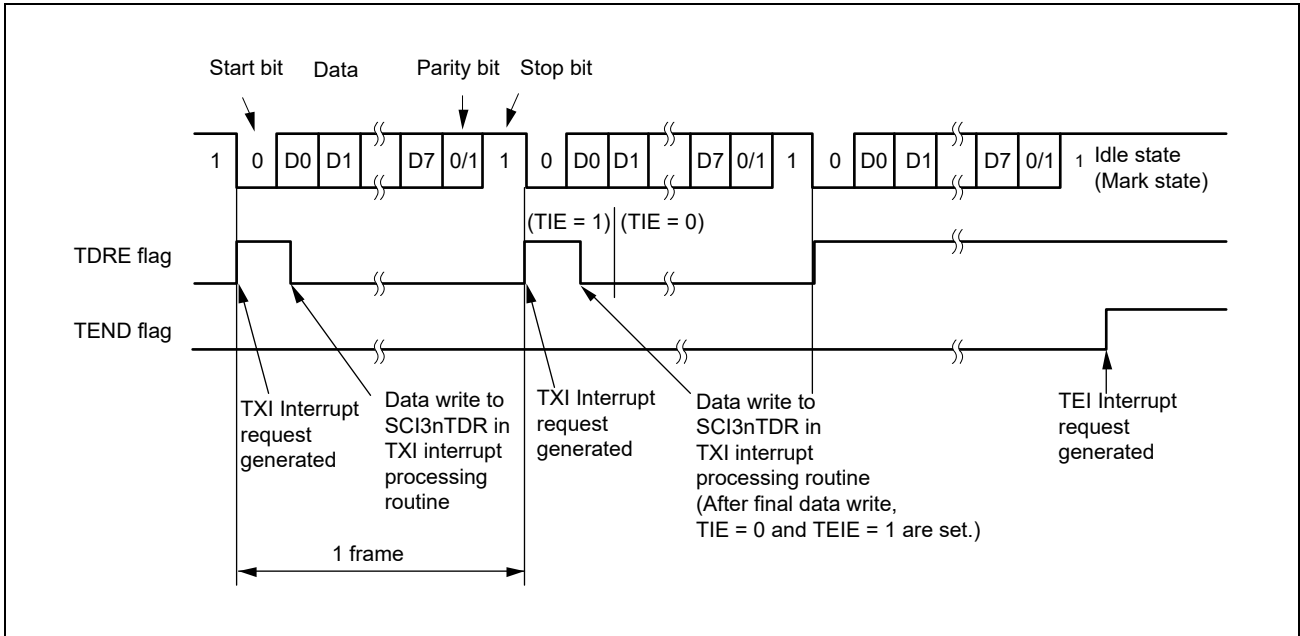 Start bit Data Parity bit Stop bit
1 0 D0 D1 D7 0/1 1 0 D0 D1 D7 0/1 1 0 D0 D1 D7 0/1 1 Idle state
(Mark state)
(TIE = 1) (TIE = 0)
TDRE flag
TEND flag
TXI Interrupt
request
generated
Data write to
SCI3nTDR in
TXI interrupt
processing
routine
TXI Interrupt
request
generated
Data write to
SCI3nTDR in
TXI interrupt
processing routine
(After final data write,
TIE = 0 and TEIE = 1 are set.)
TEI Interrupt
request
generated
1 frame